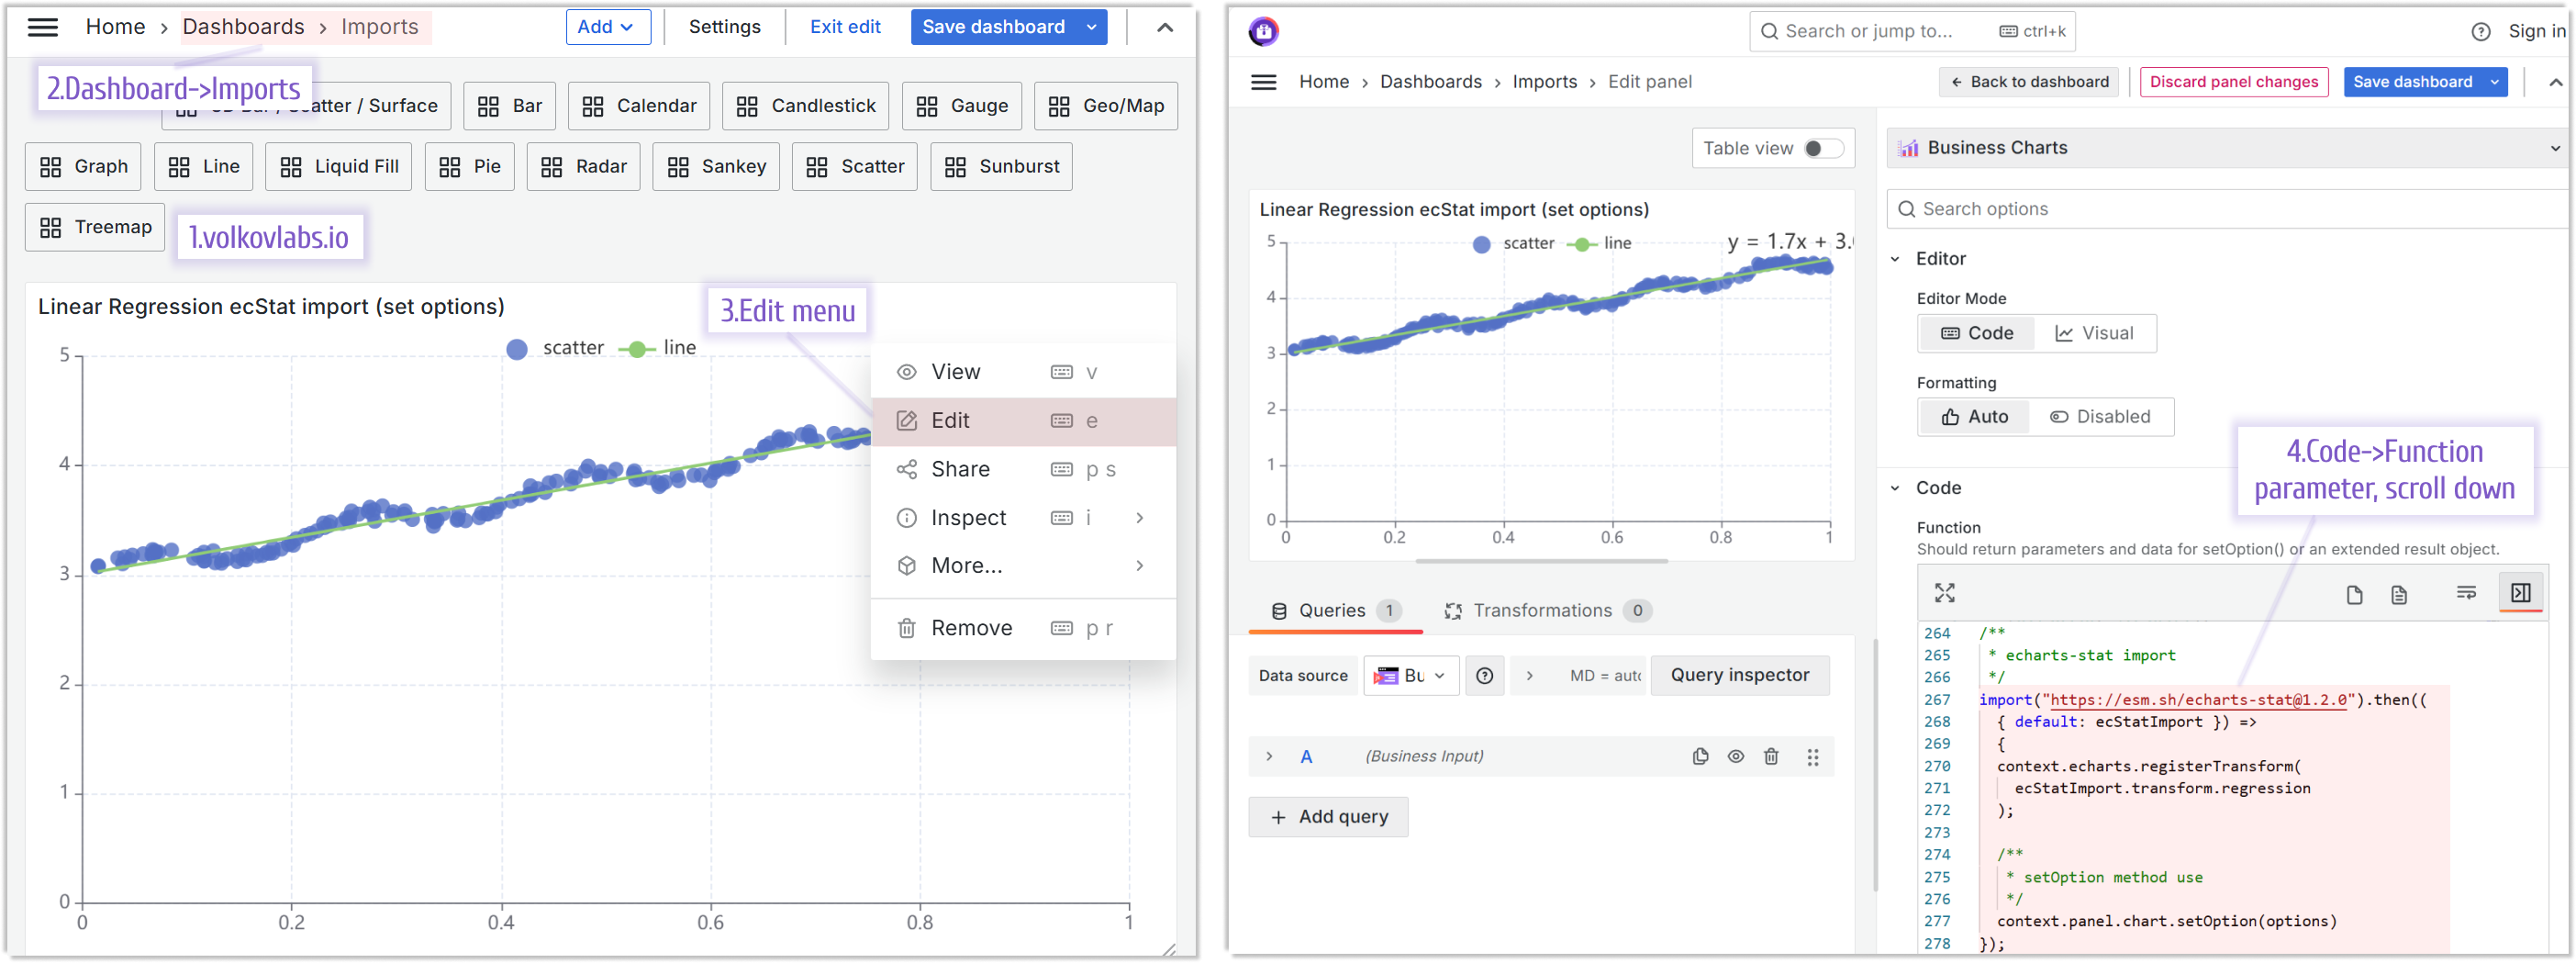 Home › Dashboards › Imports
Add
Settings
Exit edit
Save dashboard
2.Dashboard->Imports
3D Bar / Scatter / Surface
Bar
Calendar
Candlestick
Gauge
Geo/Map
Graph
Line
Liquid Fill
Pie
Radar
Sankey
Scatter
Sunburst
Treemap
1.volkovlabs.io
Linear Regression ecStat import (set options)
3.Edit menu
scatter
line
View v
Edit e
Share p s
Inspect i
More...
Remove p r
5
4
3
2
1
0
0 0.2 0.4 0.6 0.8 1
Search or jump to...
ctrl+k
Sign in
Home › Dashboards › Imports › Edit panel
Back to dashboard
Discard panel changes
Save dashboard
Table view
Linear Regression ecStat import (set options)
scatter
line
y = 1.7x + 3.
5
4
3
2
1
0
0 0.2 0.4 0.6 0.8 1
Queries 1
Transformations 0
Data source
Bu
MD = auto
Query inspector
A (Business Input)
+ Add query
Business Charts
Search options
Editor
Editor Mode
Code
Visual
Formatting
Auto
Disabled
4.Code->Function
parameter, scroll down
Code
Function
Should return parameters and data for setOption() or an extended result object.
264 /**
265 * echarts-stat import
266 */
267 import("https://esm.sh/echarts-stat@1.2.0").then((
268 { default: ecStatImport }) =>
269 {
270 context.echarts.registerTransform(
271 ecStatImport.transform.regression
272 );
273
274 /**
275 * setOption method use
276 */
277 context.panel.chart.setOption(options)
278 });